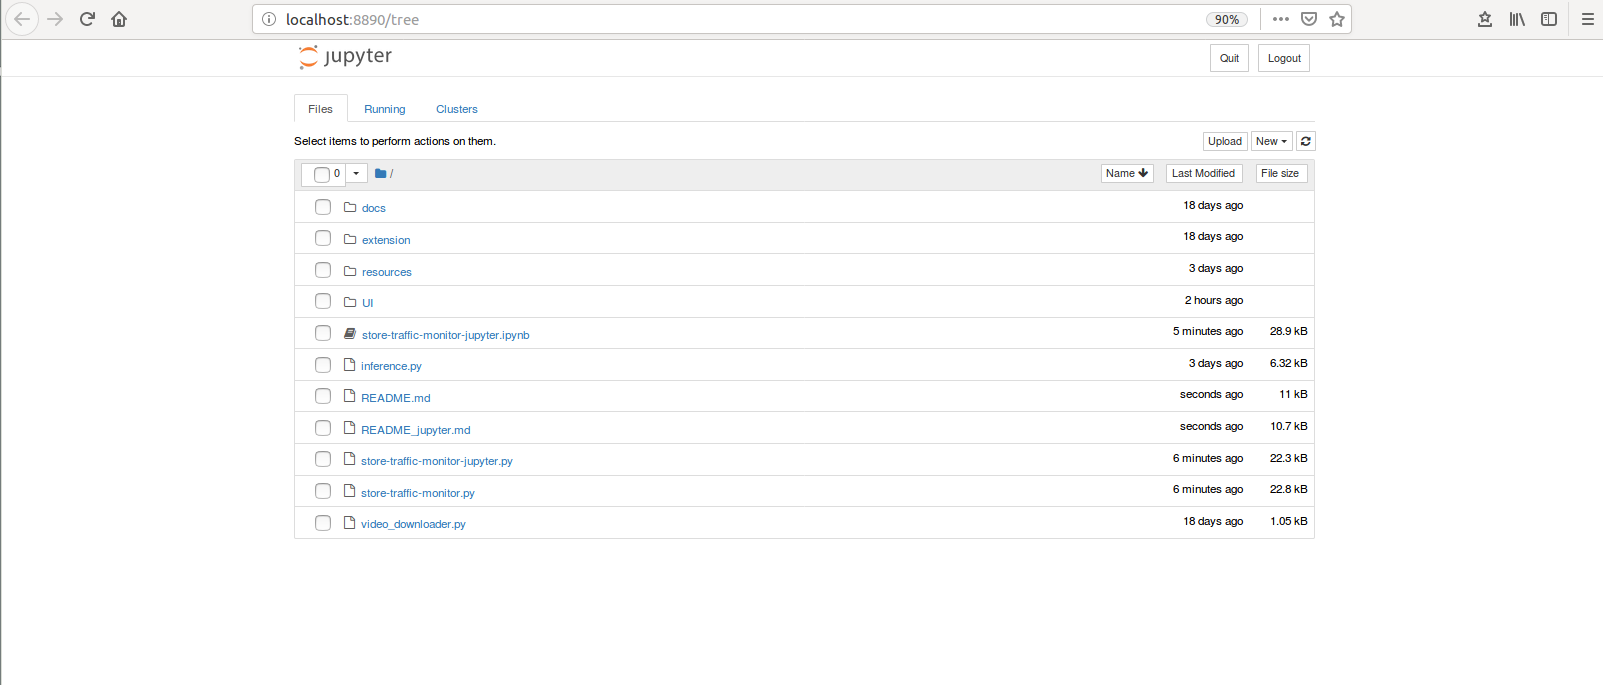 localhost:8890/tree 90%
jupyter Quit Logout
Files Running Clusters
Select items to perform actions on them. Upload New
0 / Name Last Modified File size
docs 18 days ago
extension 18 days ago
resources 3 days ago
UI 2 hours ago
store-traffic-monitor-jupyter.ipynb 5 minutes ago 28.9 kB
inference.py 3 days ago 6.32 kB
README.md seconds ago 11 kB
README_jupyter.md seconds ago 10.7 kB
store-traffic-monitor-jupyter.py 6 minutes ago 22.3 kB
store-traffic-monitor.py 6 minutes ago 22.8 kB
video_downloader.py 18 days ago 1.05 kB